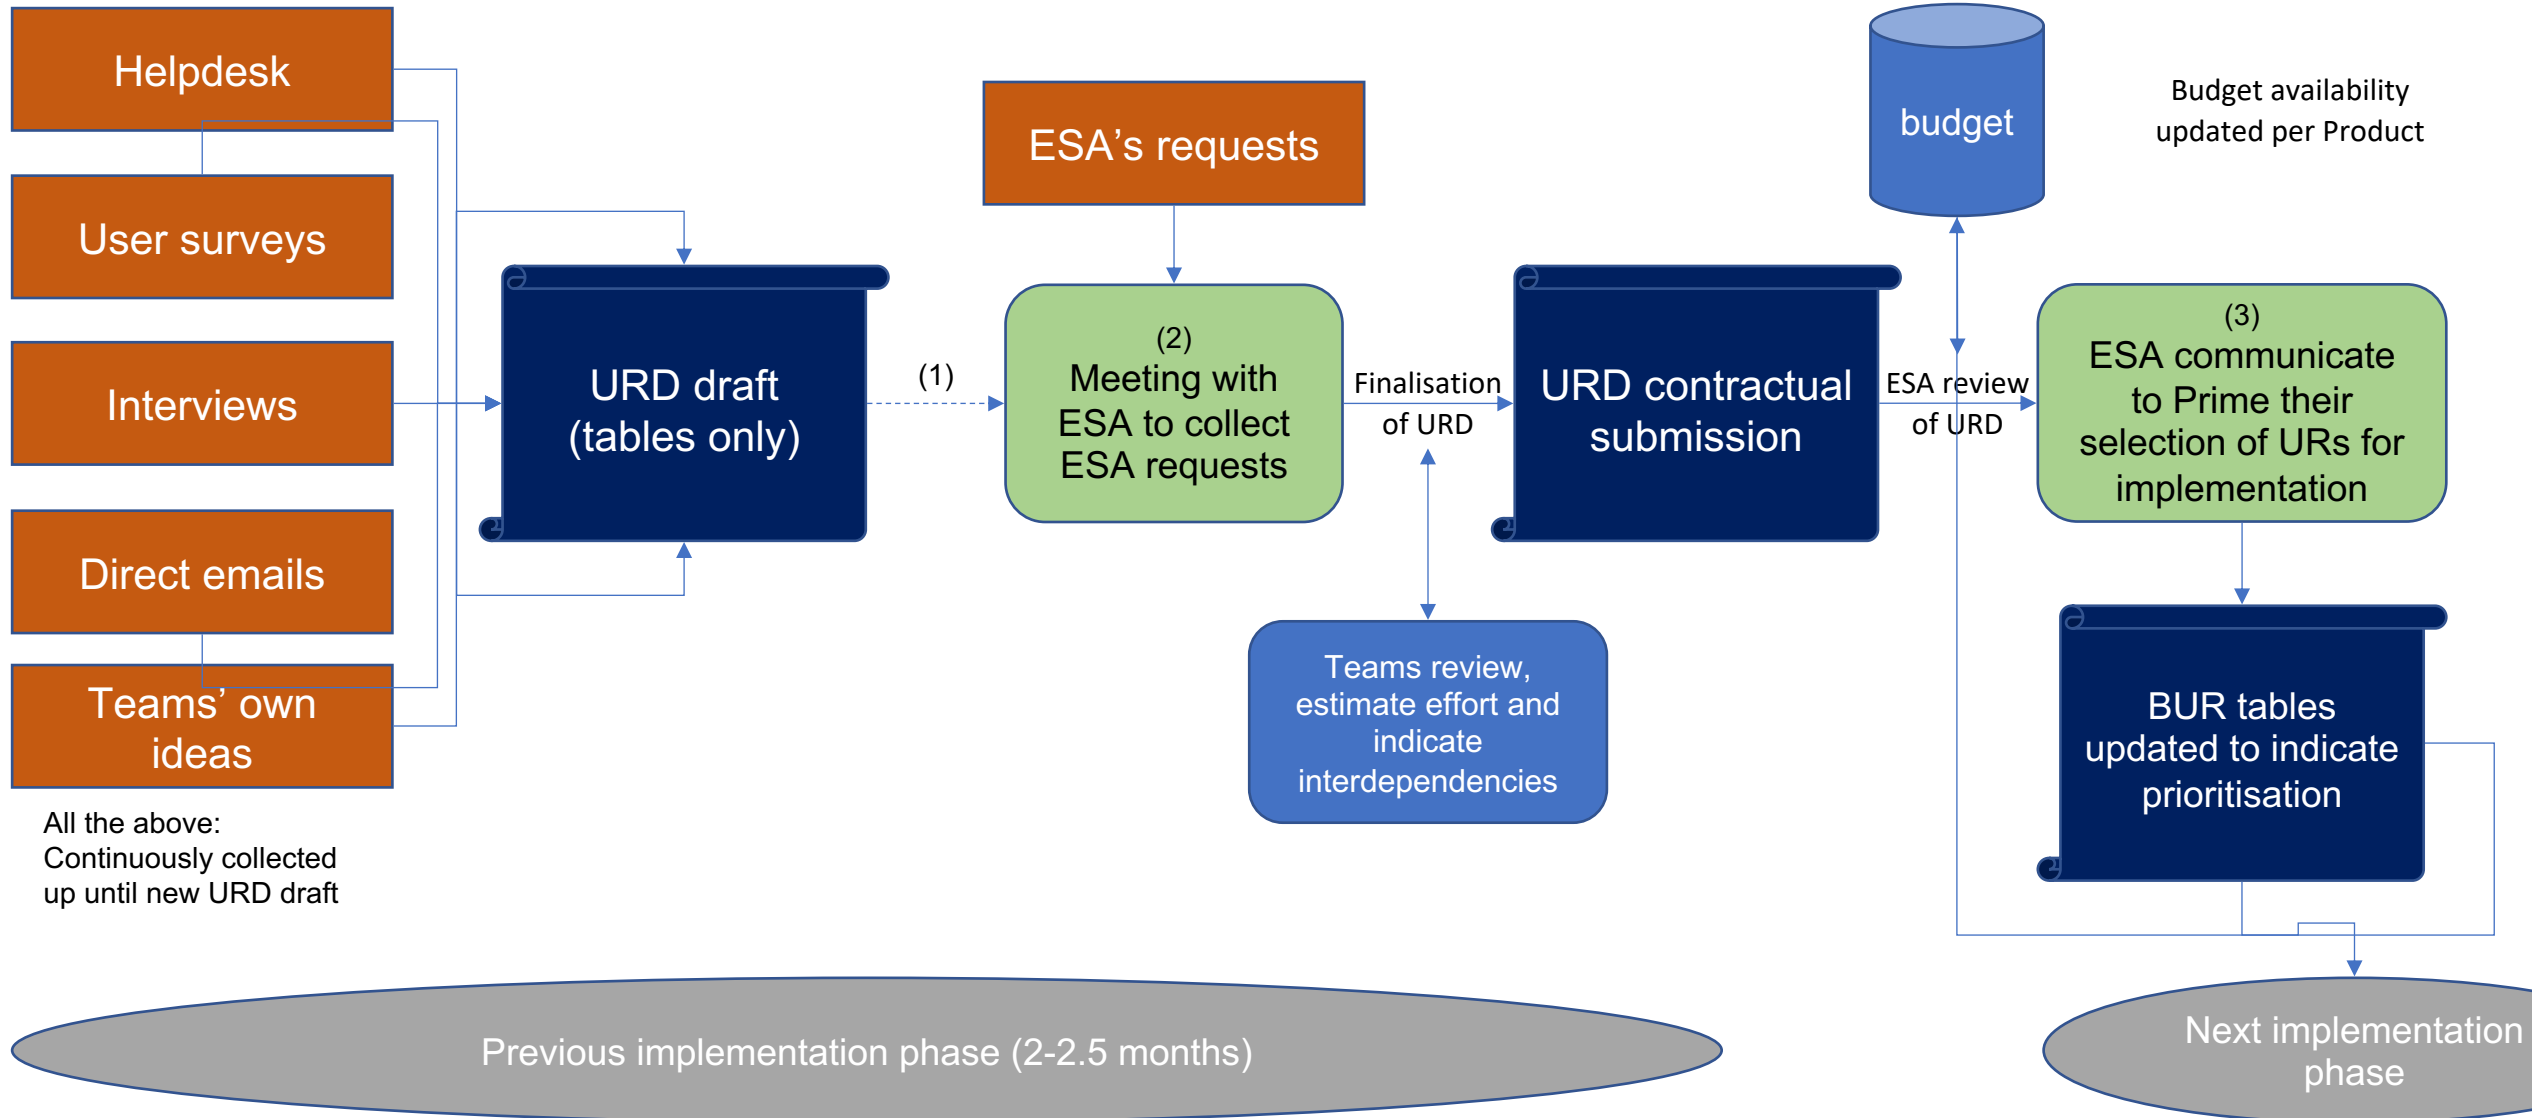 Helpdesk
User surveys
Interviews
Direct emails
Teams’ own
ideas
All the above:
Continuously collected
up until new URD draft
URD draft
(tables only)
(1)
ESA’s requests
(2)
Meeting with
ESA to collect
ESA requests
Finalisation
of URD
Teams review,
estimate effort and
indicate
interdependencies
URD contractual
submission
budget
Budget availability
updated per Product
ESA review
of URD
(3)
ESA communicate
to Prime their
selection of URs for
implementation
BUR tables
updated to indicate
prioritisation
Previous implementation phase (2-2.5 months)
Next implementation
phase